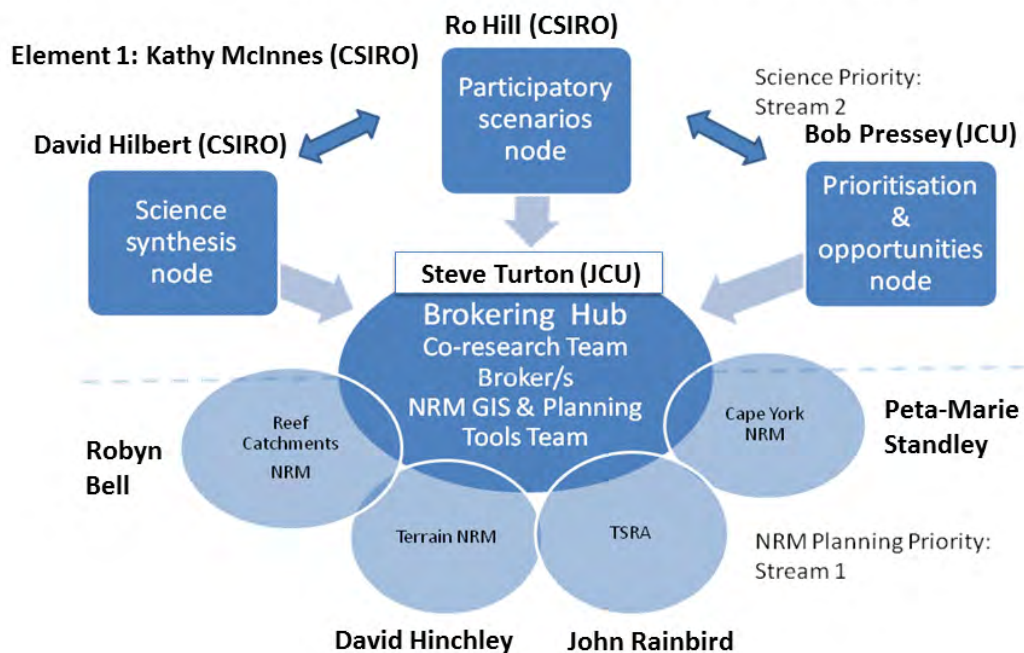 Ro Hill (CSIRO)
Element 1: Kathy McInnes (CSIRO)
Participatory
scenarios
node
Science Priority:
Stream 2
David Hilbert (CSIRO)
Bob Pressey (JCU)
Science
synthesis
node
Prioritisation
&
opportunities
node
Steve Turton (JCU)
Brokering Hub
Co-research Team
Broker/s
NRM GIS & Planning
Tools Team
Reef
Catchments
NRM
Cape York
NRM
Robyn
Bell
Peta-Marie
Standley
Terrain NRM
TSRA
NRM Planning Priority:
Stream 1
David Hinchley
John Rainbird